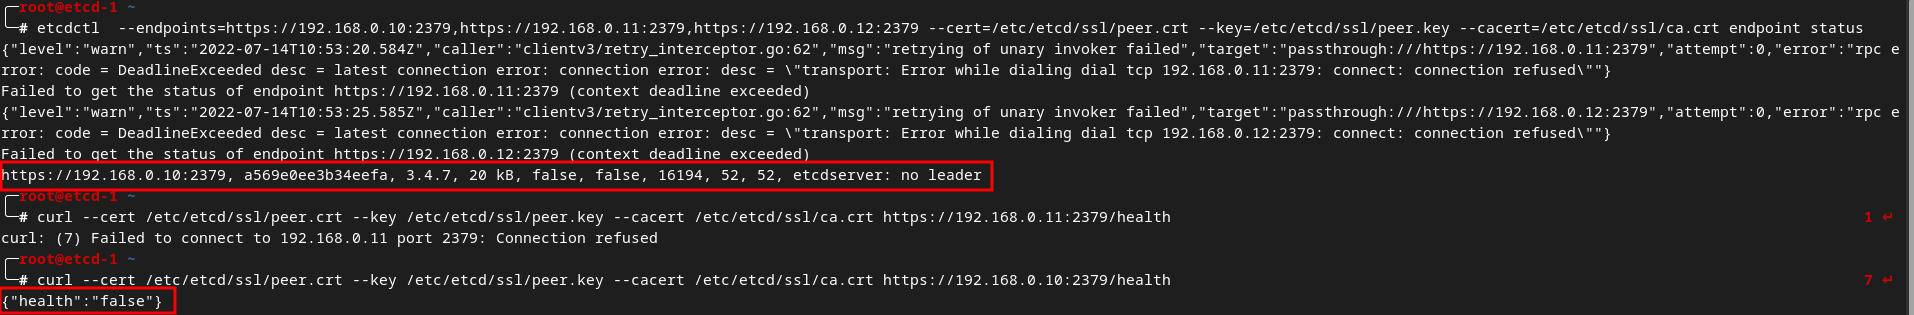 root@etcd-1 ~
# etcdctl  --endpoints=https://192.168.0.10:2379,https://192.168.0.11:2379,https://192.168.0.12:2379 --cert=/etc/etcd/ssl/peer.crt --key=/etc/etcd/ssl/peer.key --cacert=/etc/etcd/ssl/ca.crt endpoint status
{"level":"warn","ts":"2022-07-14T10:53:20.584Z","caller":"clientv3/retry_interceptor.go:62","msg":"retrying of unary invoker failed","target":"passthrough:///https://192.168.0.11:2379","attempt":0,"error":"rpc e
rror: code = DeadlineExceeded desc = latest connection error: connection error: desc = \"transport: Error while dialing dial tcp 192.168.0.11:2379: connect: connection refused\""}
Failed to get the status of endpoint https://192.168.0.11:2379 (context deadline exceeded)
{"level":"warn","ts":"2022-07-14T10:53:25.585Z","caller":"clientv3/retry_interceptor.go:62","msg":"retrying of unary invoker failed","target":"passthrough:///https://192.168.0.12:2379","attempt":0,"error":"rpc e
rror: code = DeadlineExceeded desc = latest connection error: connection error: desc = \"transport: Error while dialing dial tcp 192.168.0.12:2379: connect: connection refused\""}
Failed to get the status of endpoint https://192.168.0.12:2379 (context deadline exceeded)
https://192.168.0.10:2379, a569e0ee3b34eefa, 3.4.7, 20 kB, false, false, 16194, 52, 52, etcdserver: no leader
root@etcd-1 ~
# curl --cert /etc/etcd/ssl/peer.crt --key /etc/etcd/ssl/peer.key --cacert /etc/etcd/ssl/ca.crt https://192.168.0.11:2379/health 1 ↵
curl: (7) Failed to connect to 192.168.0.11 port 2379: Connection refused
root@etcd-1 ~
# curl --cert /etc/etcd/ssl/peer.crt --key /etc/etcd/ssl/peer.key --cacert /etc/etcd/ssl/ca.crt https://192.168.0.10:2379/health 7 ↵
{"health":"false"}